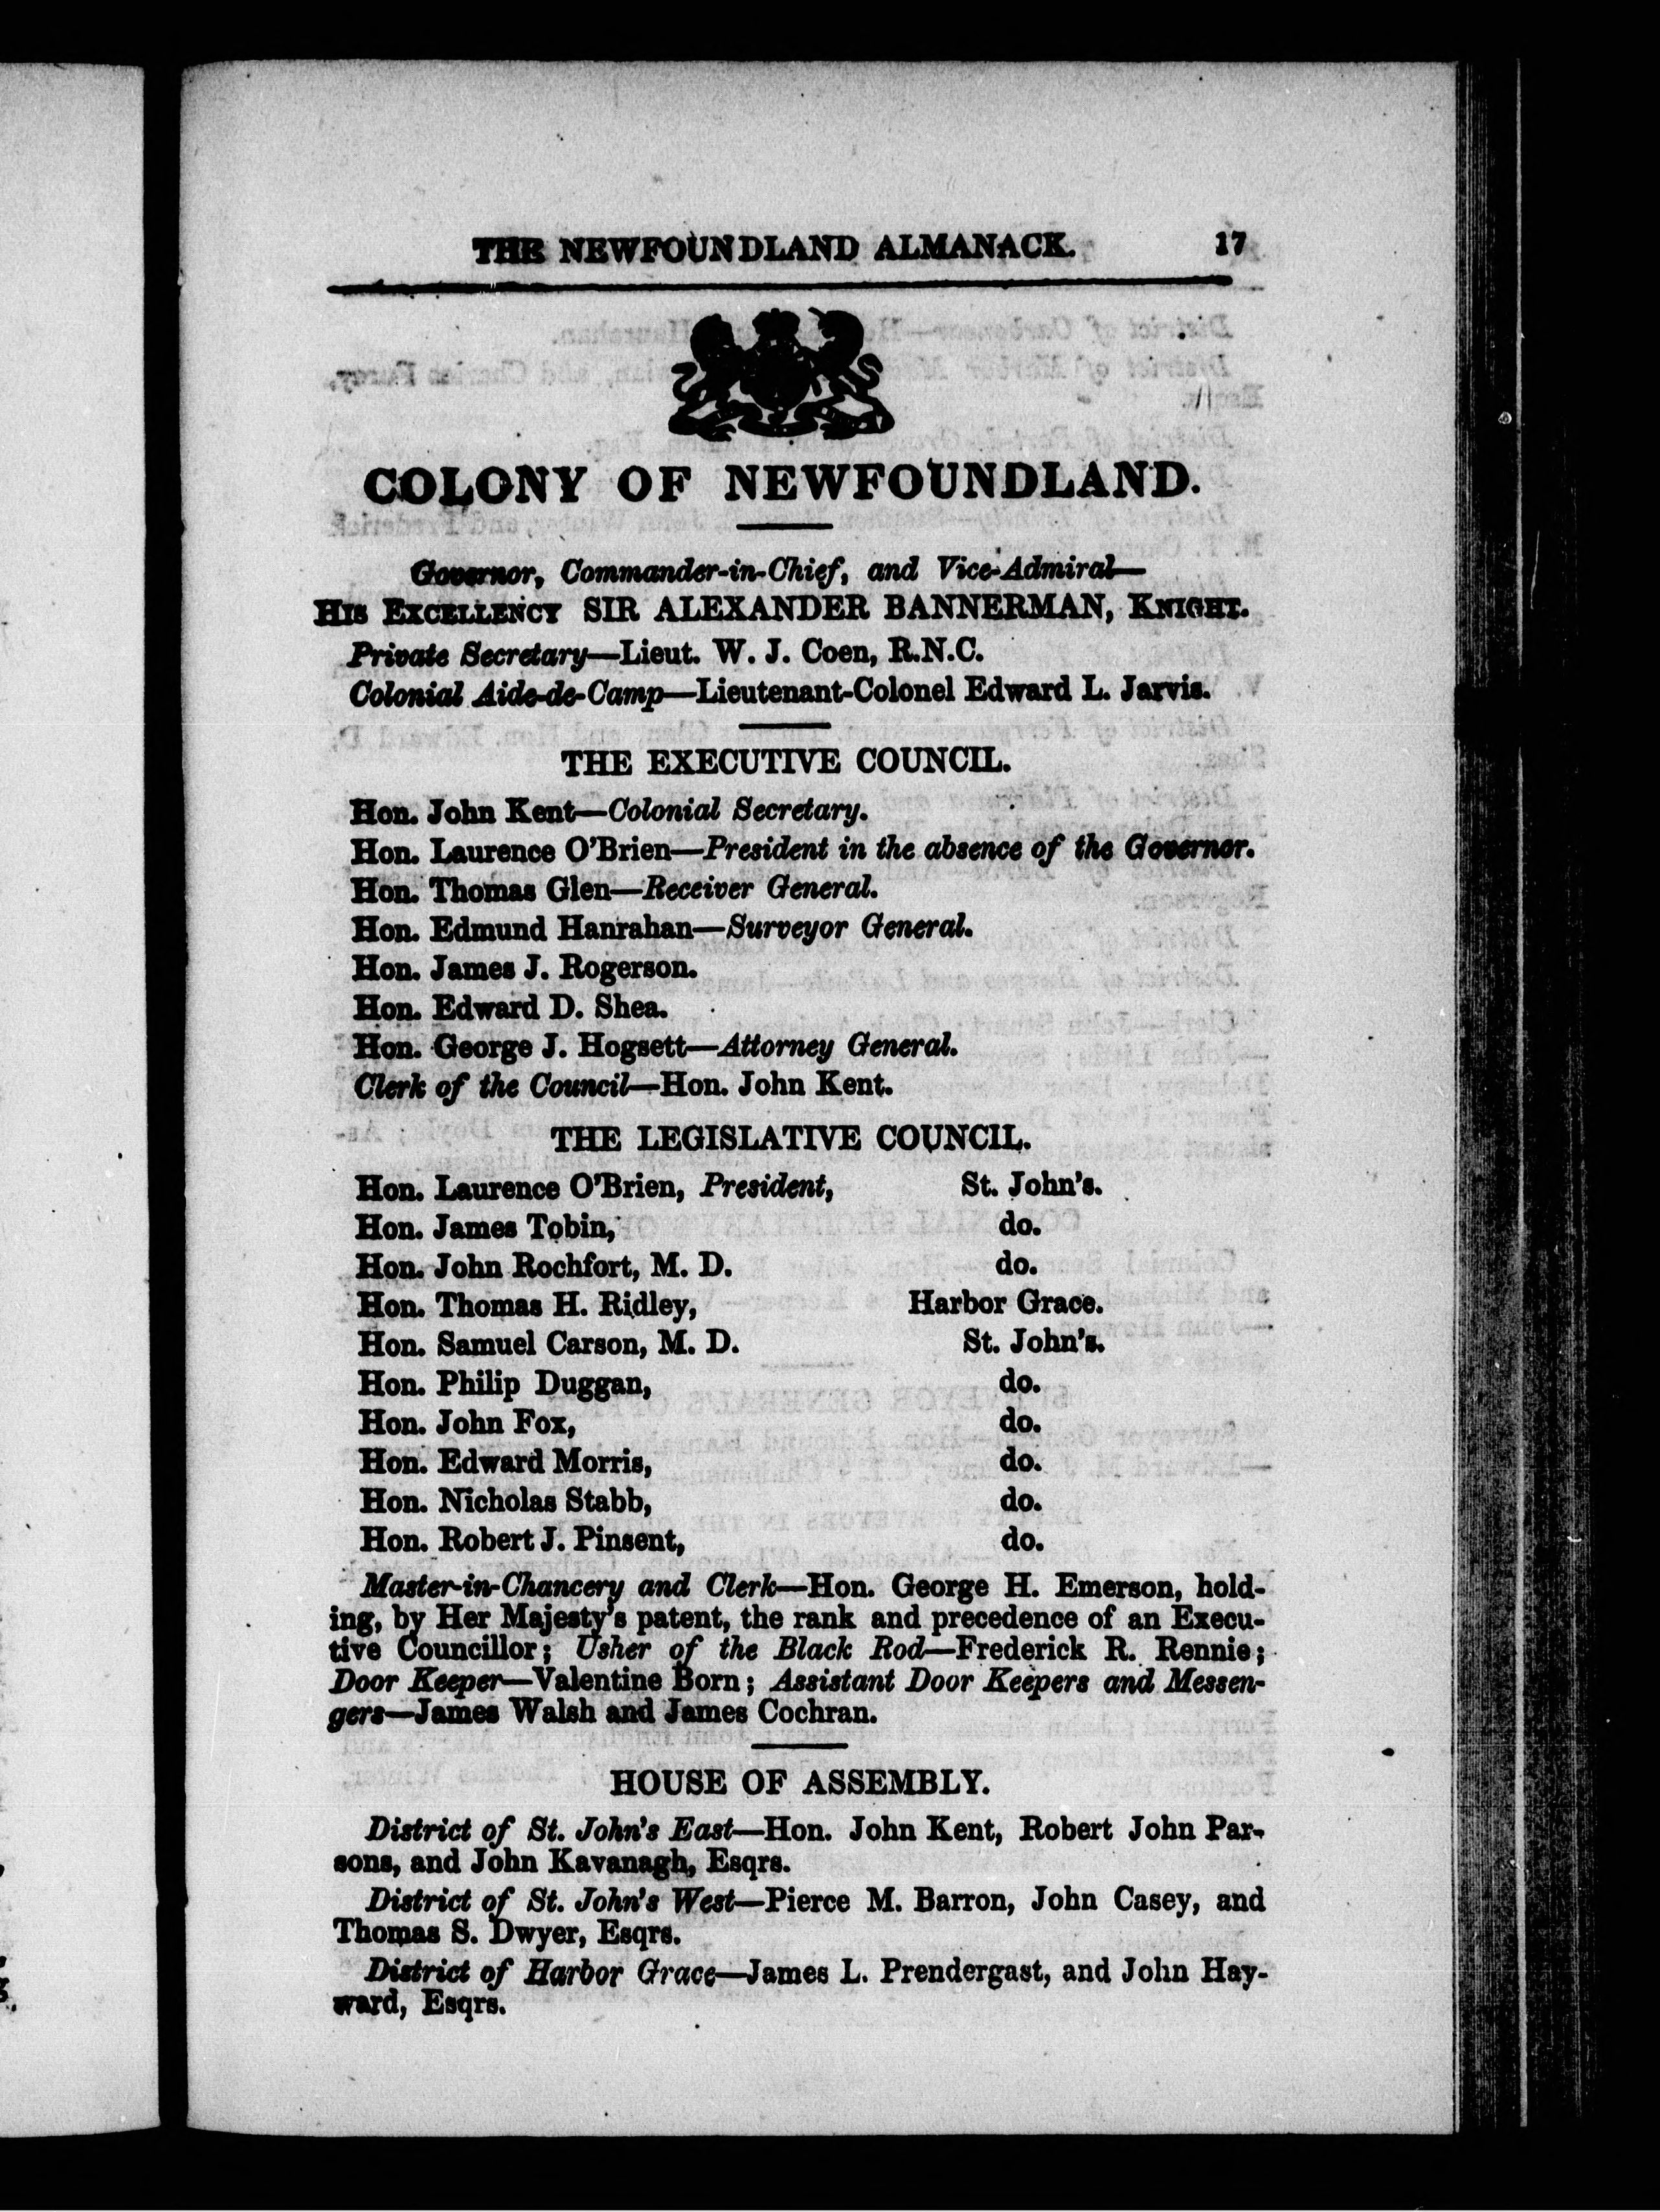 THE NEWFOUNDLAND ALMANACK. 17
COLONY OF NEWFOUNDLAND.
Governor, Commander-in-Chief, and Vice-Admiral—
HIS EXCELLENCY SIR ALEXANDER BANNERMAN, KNIGHT.
Private Secretary—Lieut. W. J. Coen, R.N.C.
Colonial Aide-de-Camp—Lieutenant-Colonel Edward L. Jarvis.
THE EXECUTIVE COUNCIL.
Hon. John Kent—Colonial Secretary.
Hon. Laurence O'Brien—President in the absence of the Governor.
Hon. Thomas Glen—Receiver General.
Hon. Edmund Hanrahan—Surveyor General.
Hon. James J. Rogerson.
Hon. Edward D. Shea.
Hon. George J. Hogsett—Attorney General.
Clerk of the Council—Hon. John Kent.
THE LEGISLATIVE COUNCIL.
Hon. Laurence O'Brien, President, St. John's.
Hon. James Tobin, do.
Hon. John Rochfort, M. D. do.
Hon. Thomas H. Ridley, Harbor Grace.
Hon. Samuel Carson, M. D. St. John's.
Hon. Philip Duggan, do.
Hon. John Fox, do.
Hon. Edward Morris, do.
Hon. Nicholas Stabb, do.
Hon. Robert J. Pinsent, do.
Master-in-Chancery and Clerk—Hon. George H. Emerson, hold-
ing, by Her Majesty's patent, the rank and precedence of an Execu-
tive Councillor; Usher of the Black Rod—Frederick R. Rennie;
Door Keeper—Valentine Born; Assistant Door Keepers and Messen-
gers—James Walsh and James Cochran.
HOUSE OF ASSEMBLY.
District of St. John's East—Hon. John Kent, Robert John Par-
sons, and John Kavanagh, Esqrs.
District of St. John's West—Pierce M. Barron, John Casey, and
Thomas S. Dwyer, Esqrs.
District of Harbor Grace—James L. Prendergast, and John Hay-
ward, Esqrs.